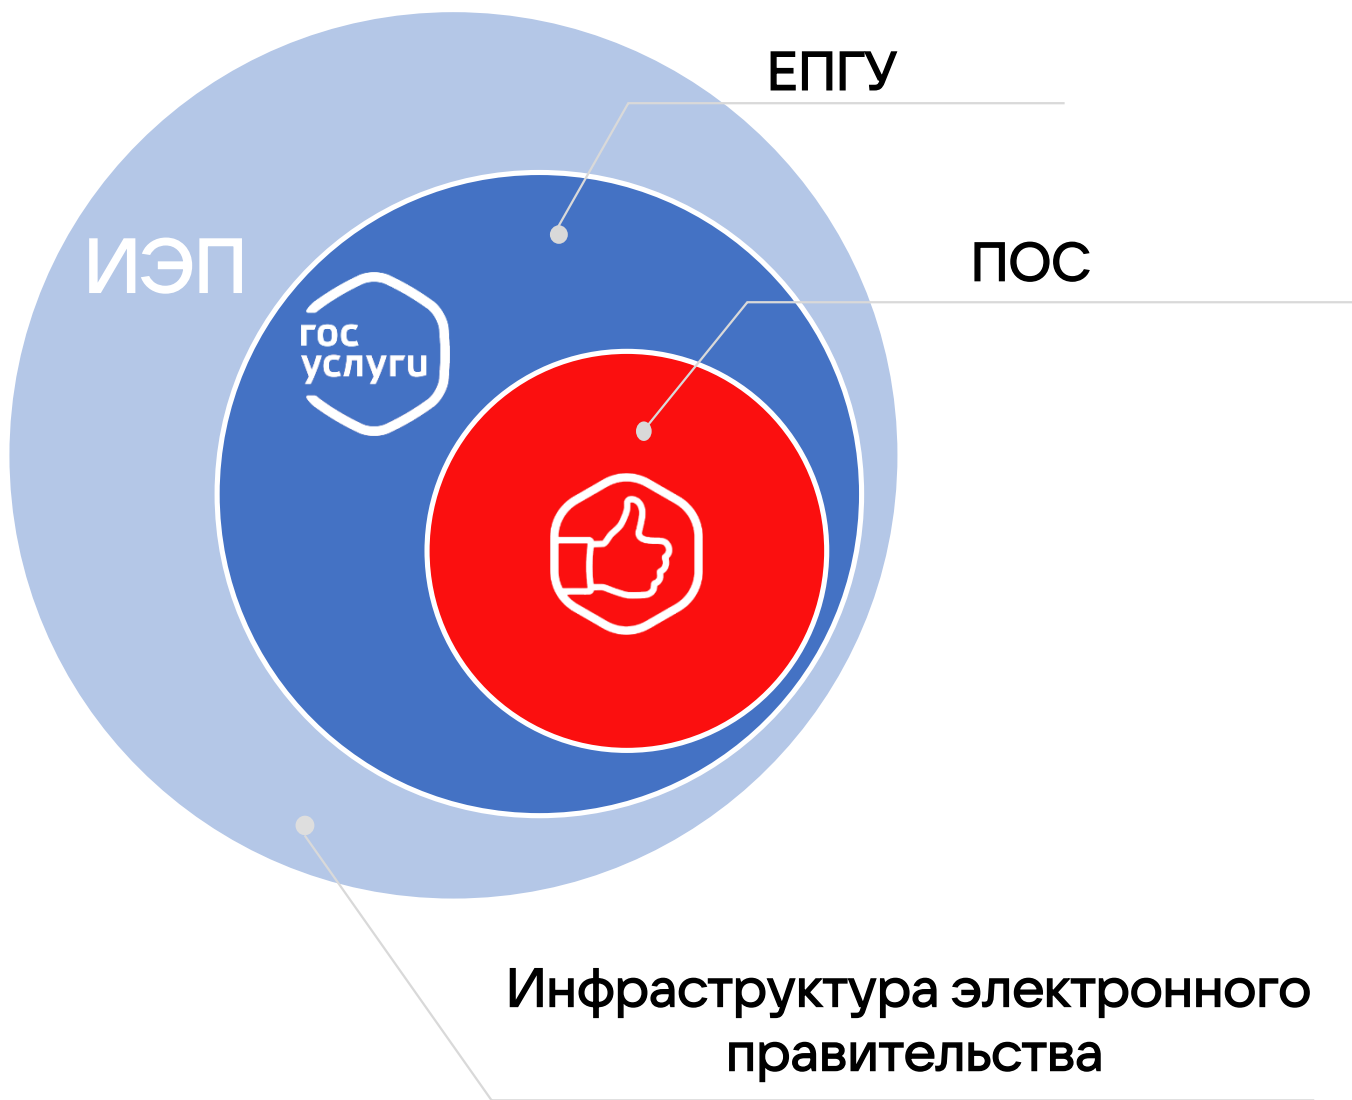 ЕПГУ
ПОС
ИЭП
гос
услуги
Инфраструктура электронного
правительства